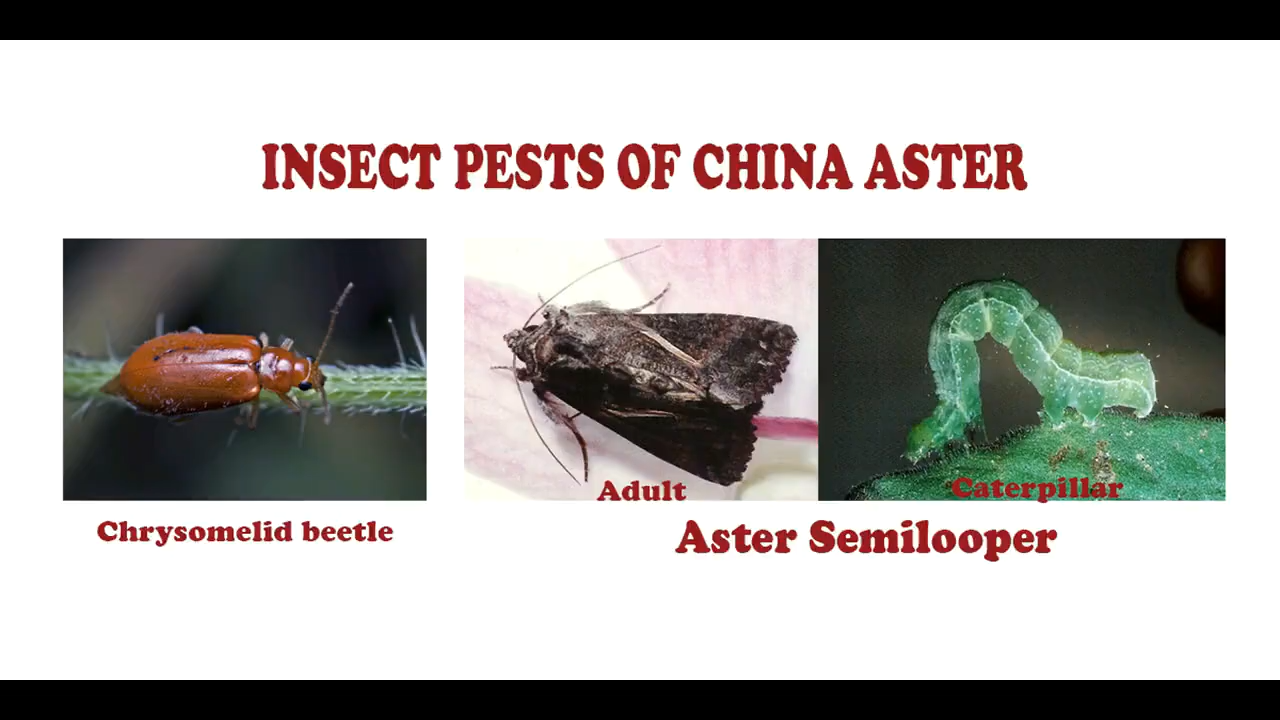 INSECT PESTS OF CHINA ASTER
Adult
Caterpillar
Chrysomelid beetle
Aster Semilooper